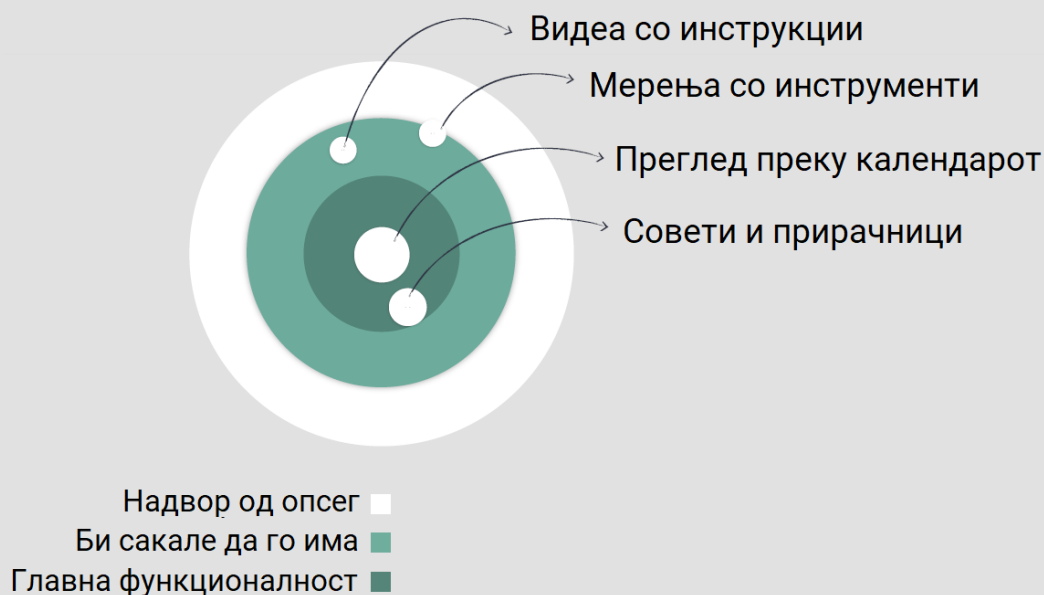 Видеа со инструкции
Мерења со инструменти
Преглед преку календарот
Совети и прирачници
Надвор од опсег
Би сакале да го има
Главна функционалност